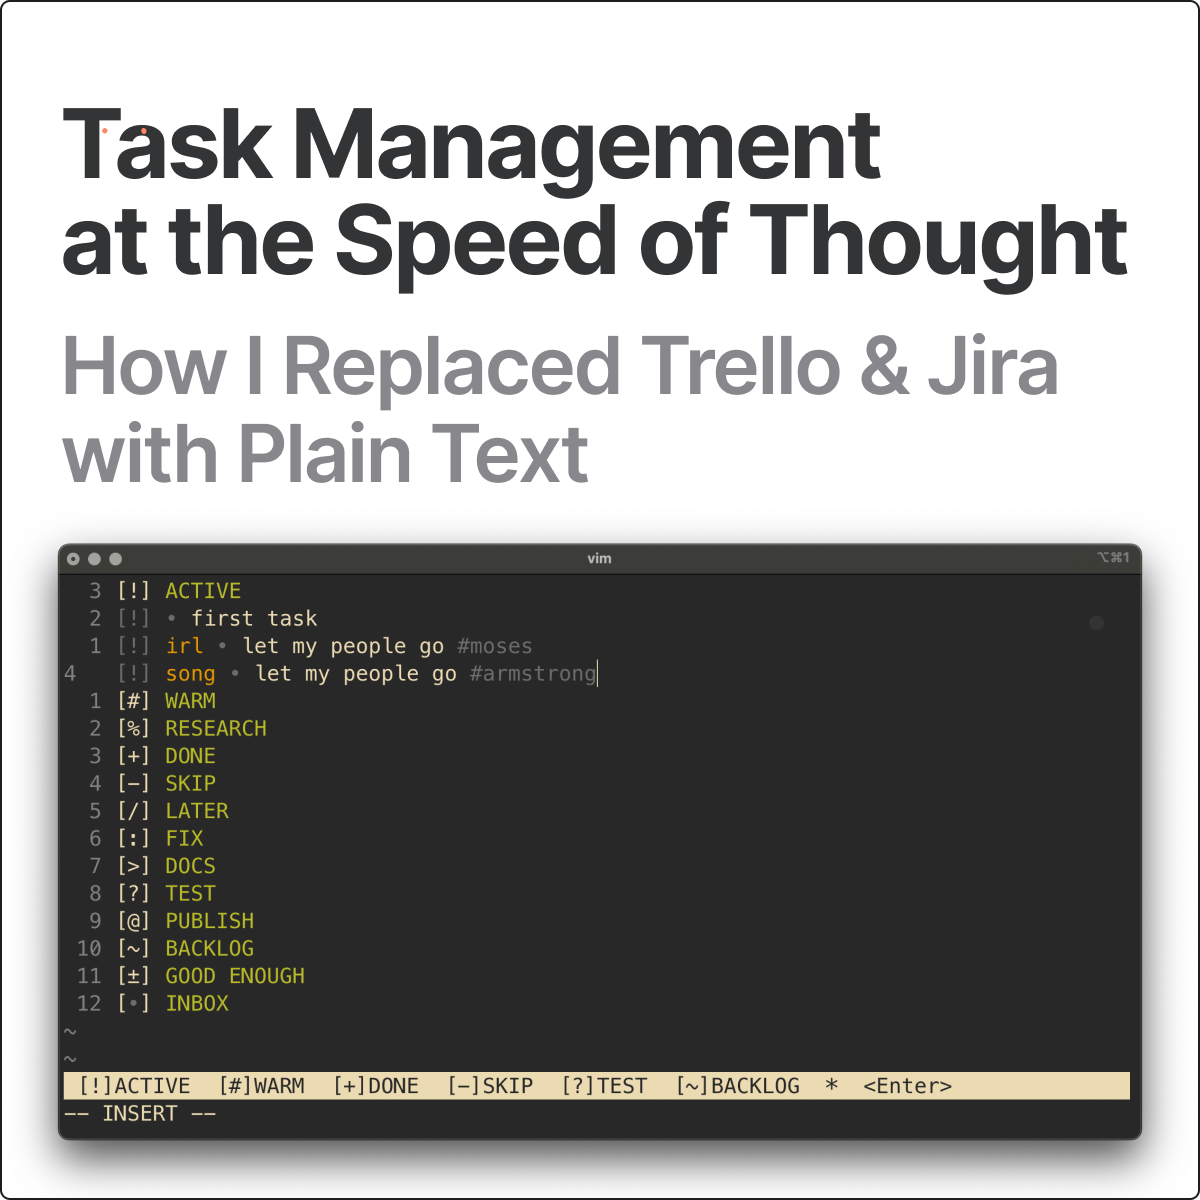 Task Management
at the Speed of Thought
How I Replaced Trello & Jira
with Plain Text
vim ⌥⌘1
3 [!] ACTIVE
2 [!] • first task
1 [!] irl • let my people go #moses
4 [!] song • let my people go #armstrong
1 [#] WARM
2 [%] RESEARCH
3 [+] DONE
4 [−] SKIP
5 [/] LATER
6 [:] FIX
7 [>] DOCS
8 [?] TEST
9 [@] PUBLISH
10 [~] BACKLOG
11 [±] GOOD ENOUGH
12 [•] INBOX
~
~
[!]ACTIVE [#]WARM [+]DONE [−]SKIP [?]TEST [~]BACKLOG * <Enter>
-- INSERT --